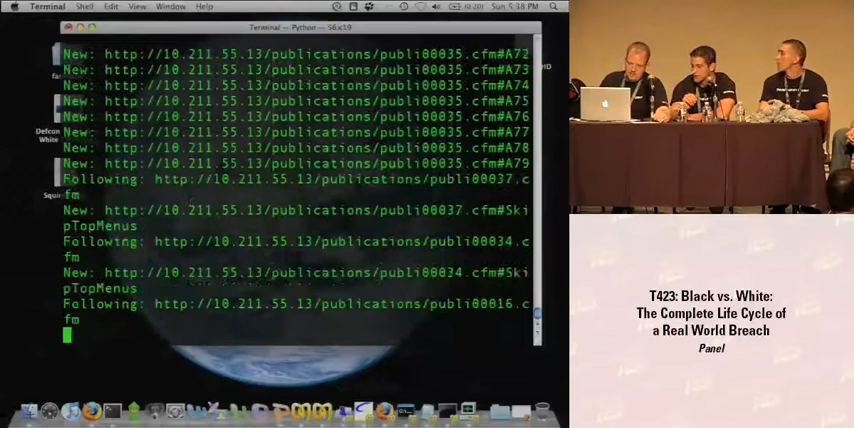 Terminal Shell Edit View Window Help
Sun 5:38 PM
Terminal — Python — 56x19
New: http://10.211.55.13/publications/publi00035.cfm#A72
New: http://10.211.55.13/publications/publi00035.cfm#A73
New: http://10.211.55.13/publications/publi00035.cfm#A74
New: http://10.211.55.13/publications/publi00035.cfm#A75
New: http://10.211.55.13/publications/publi00035.cfm#A76
New: http://10.211.55.13/publications/publi00035.cfm#A77
New: http://10.211.55.13/publications/publi00035.cfm#A78
New: http://10.211.55.13/publications/publi00035.cfm#A79
Following: http://10.211.55.13/publications/publi00037.c
fm
New: http://10.211.55.13/publications/publi00037.cfm#Ski
pTopMenus
Following: http://10.211.55.13/publications/publi00034.c
fm
New: http://10.211.55.13/publications/publi00034.cfm#Ski
pTopMenus
Following: http://10.211.55.13/publications/publi00016.c
fm
HD
Defcon
White
Squir
T423: Black vs. White:
The Complete Life Cycle of
a Real World Breach
Panel